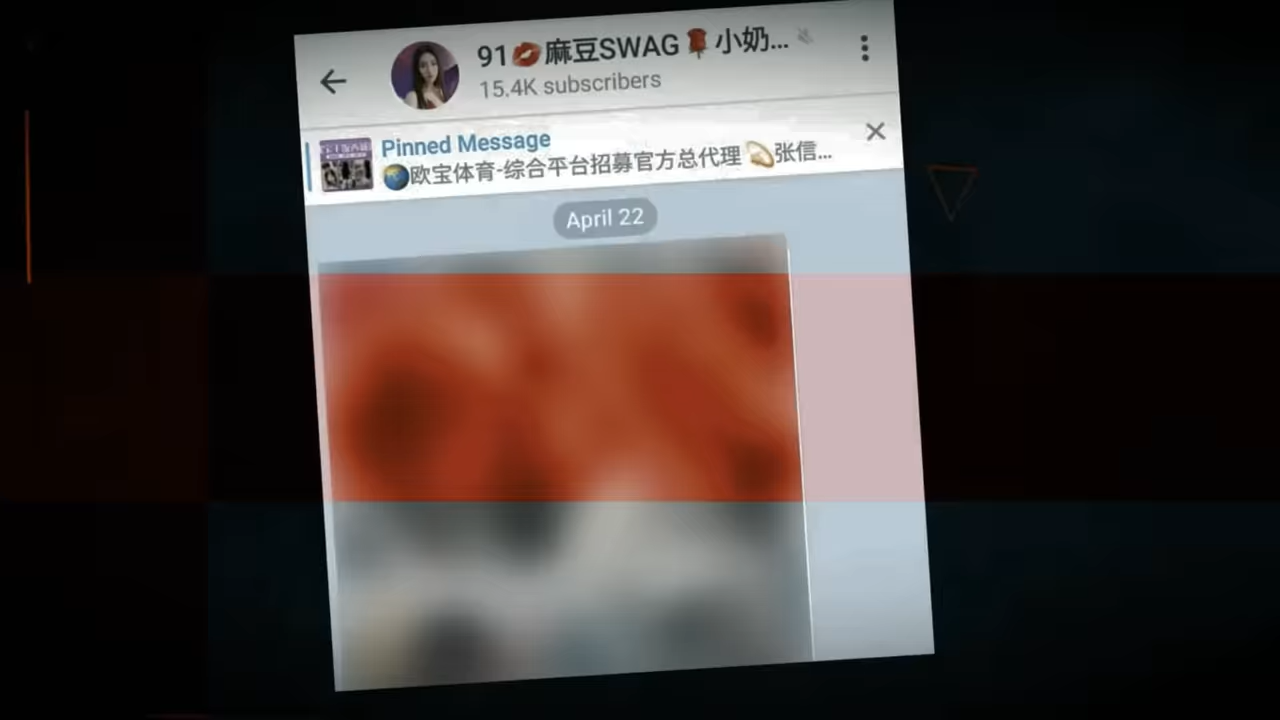 91💋麻豆SWAG🌹小奶...
15.4K subscribers
Pinned Message
🌏欧宝体育-综合平台招募官方总代理 💫张信...
April 22